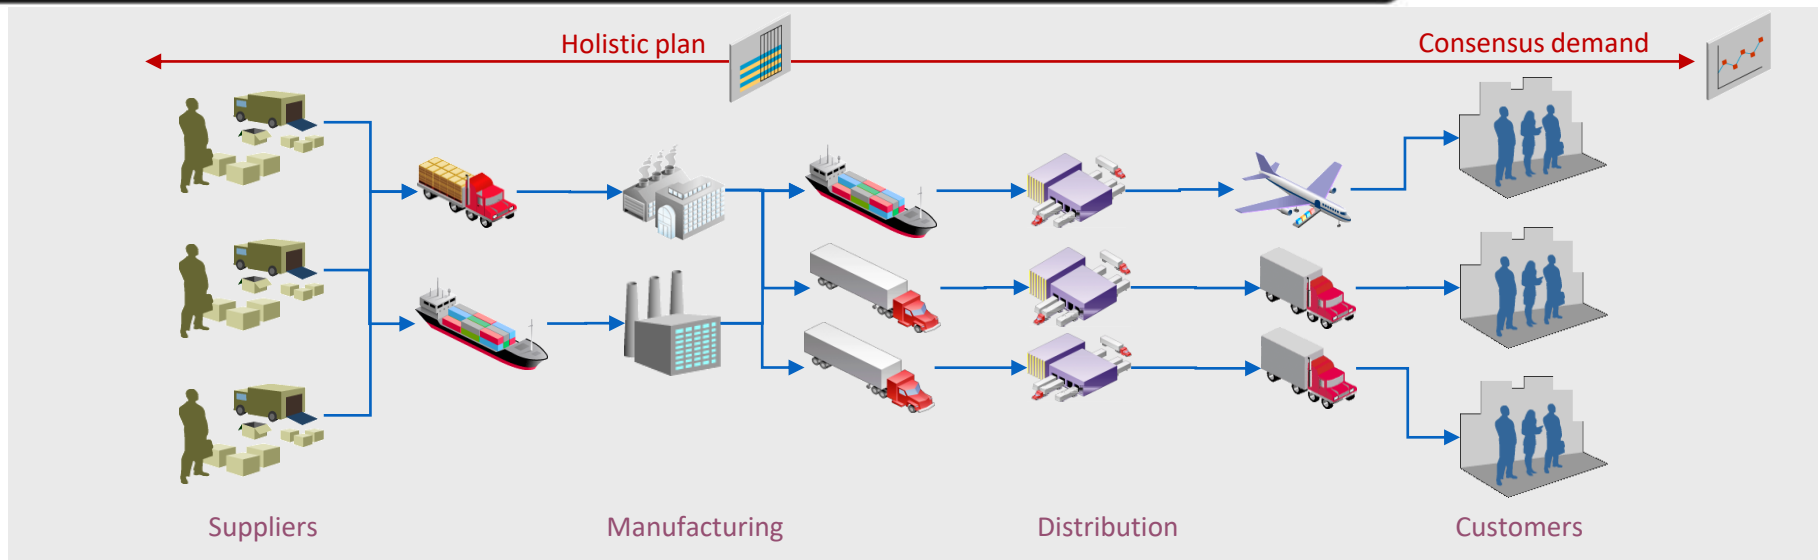 Holistic plan
Consensus demand
Suppliers
Manufacturing
Distribution
Customers